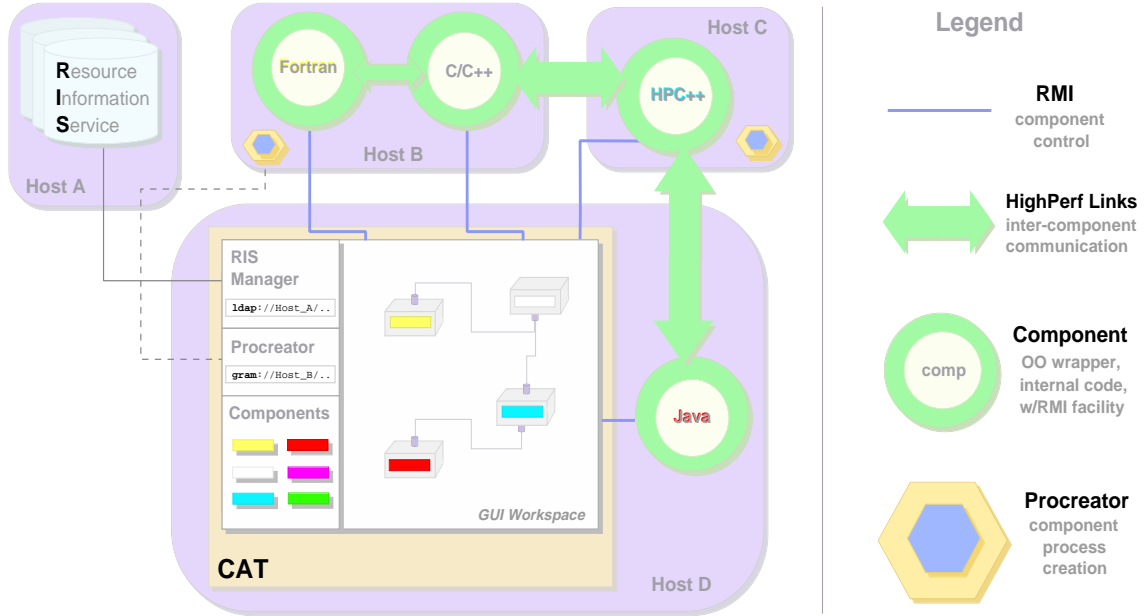 Resource
Information
Service
Host A
Fortran
C/C++
Host B
Host C
HPC++
RIS
Manager
ldap://Host_A/..
Procreator
gram://Host_B/..
Components
GUI Workspace
CAT
Java
Host D
Legend
RMI
component
control
HighPerf Links
inter-component
communication
comp
Component
OO wrapper,
internal code,
w/RMI facility
Procreator
component
process
creation